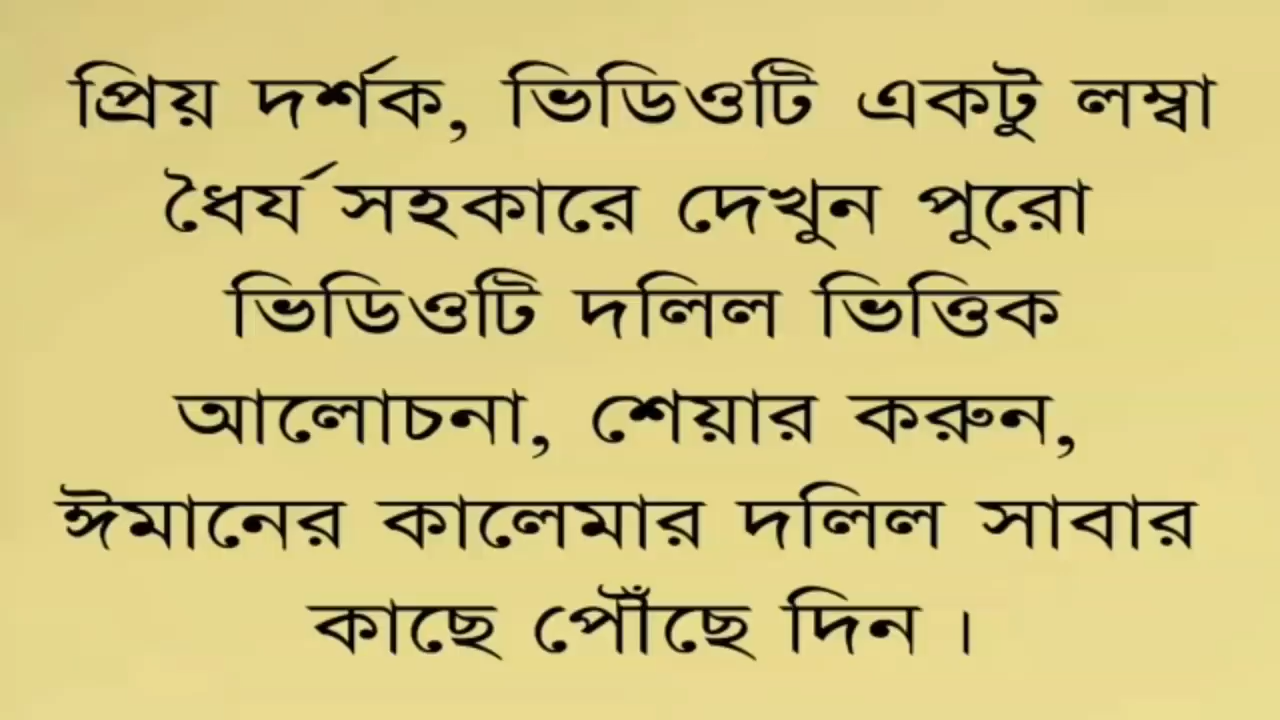 প্রিয় দর্শক, ভিডিওটি একটু লম্বা
ধৈর্য সহকারে দেখুন পুরো
ভিডিওটি দলিল ভিত্তিক
আলোচনা, শেয়ার করুন,
ঈমানের কালেমার দলিল সাবার
কাছে পৌঁছে দিন।